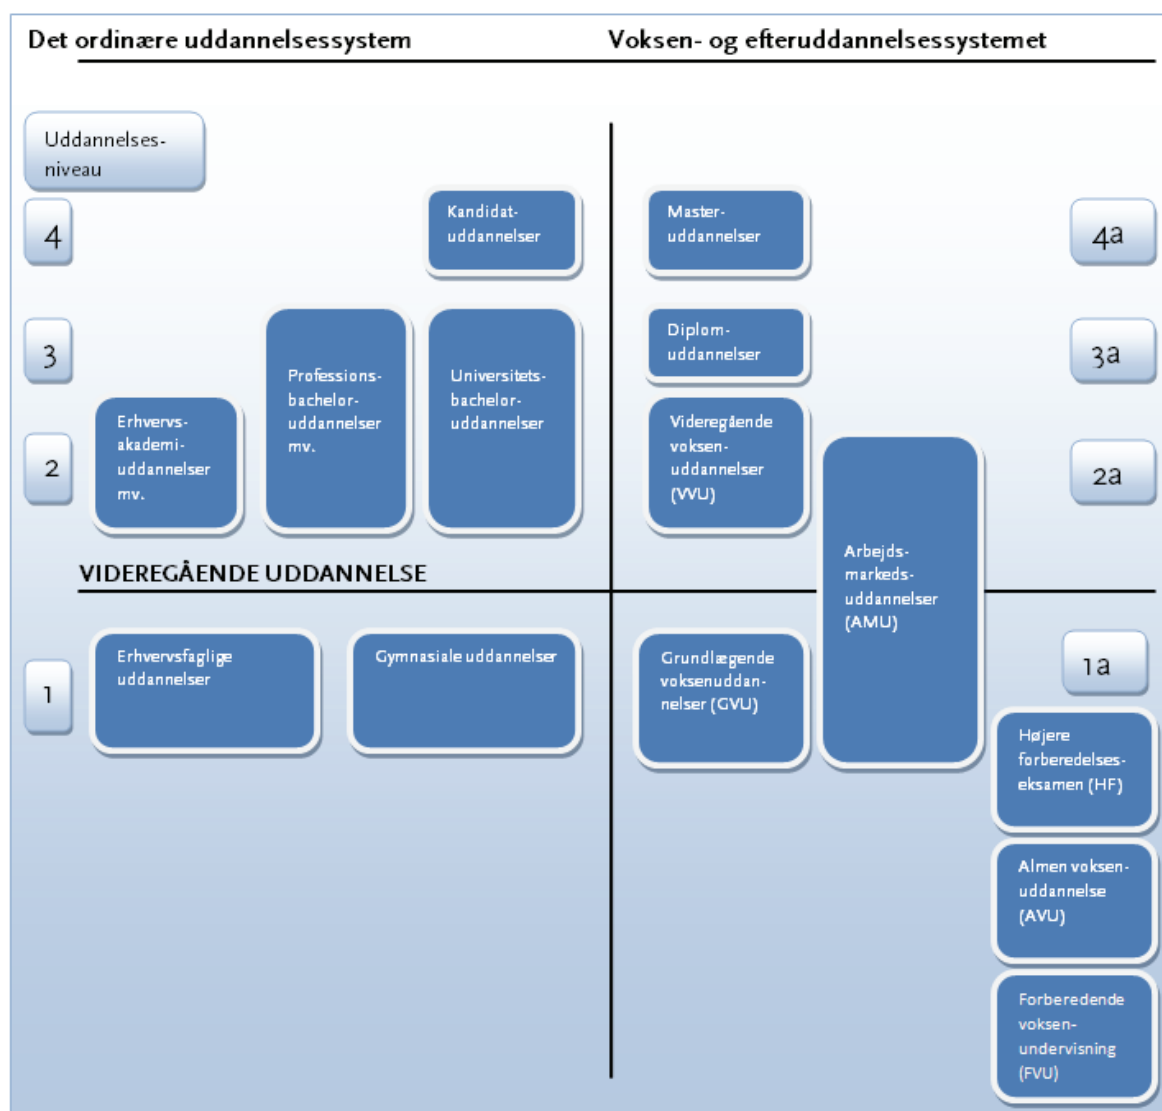 Det ordinære uddannelsessystem
Voksen- og efteruddannelsessystemet
Uddannelses-
niveau
4
Kandidat-
uddannelser
Master-
uddannelser
4a
3
Professions-
bachelor-
uddannelser
mv.
Universitets-
bachelor-
uddannelser
Diplom-
uddannelser
3a
2
Erhvervs-
akademi-
uddannelser
mv.
Videregående
voksen-
uddannelser
(VVU)
2a
Arbejds-
markeds-
uddannelser
(AMU)
VIDEREGÅENDE UDDANNELSE
1
Erhvervsfaglige
uddannelser
Gymnasiale uddannelser
Grundlægende
voksenuddan-
nelser (GVU)
1a
Højere
forberedelses-
eksamen (HF)
Almen voksen-
uddannelse
(AVU)
Forberedende
voksen-
undervisning
(FVU)